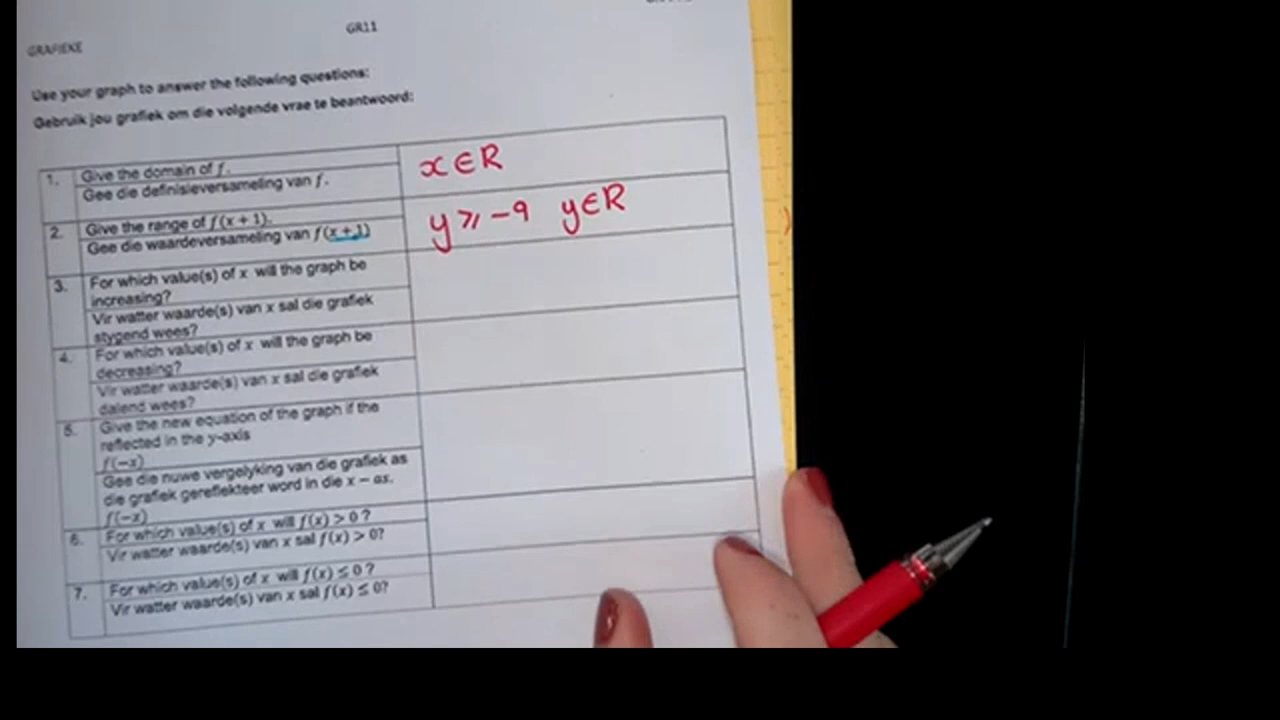 GR11
GRAFIEKE
Use your graph to answer the following questions:
Gebruik jou grafiek om die volgende vrae te beantwoord:
1. Give the domain of f.
Gee die definisieversameling van f.
x ∈ R
2. Give the range of f(x + 1).
Gee die waardeversameling van f(x + 1)
y ≥ -9 y ∈ R
3. For which value(s) of x will the graph be
increasing?
Vir watter waarde(s) van x sal die grafiek
stygend wees?
4. For which value(s) of x will the graph be
decreasing?
Vir watter waarde(s) van x sal die grafiek
dalend wees?
5. Give the new equation of the graph if the
reflected in the y-axis
f(−x)
Gee die nuwe vergelyking van die grafiek as
die grafiek gereflekteer word in die x − as.
f(−x)
6. For which value(s) of x will f(x) > 0 ?
Vir watter waarde(s) van x sal f(x) > 0?
7. For which value(s) of x will f(x) ≤ 0 ?
Vir watter waarde(s) van x sal f(x) ≤ 0?